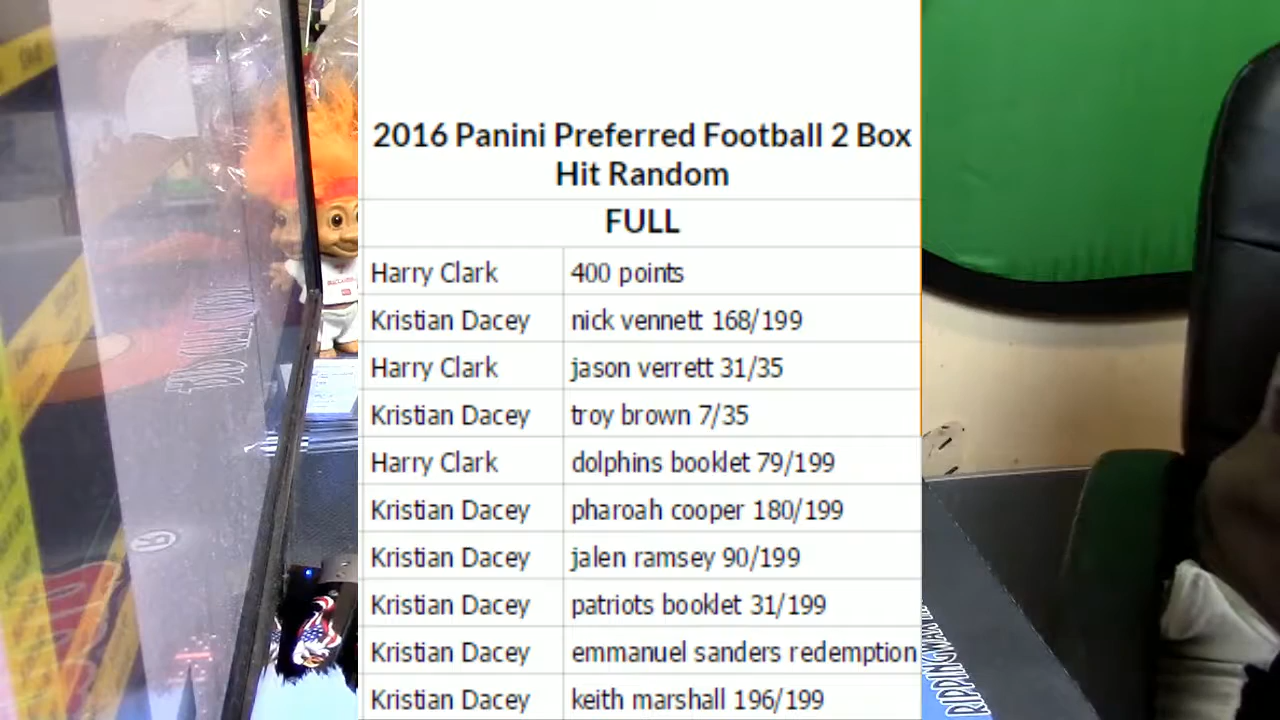 2016 Panini Preferred Football 2 Box
Hit Random
FULL
Harry Clark 400 points
Kristian Dacey nick vennett 168/199
Harry Clark jason verrett 31/35
Kristian Dacey troy brown 7/35
Harry Clark dolphins booklet 79/199
Kristian Dacey pharoah cooper 180/199
Kristian Dacey jalen ramsey 90/199
Kristian Dacey patriots booklet 31/199
Kristian Dacey emmanuel sanders redemption
Kristian Dacey keith marshall 196/199